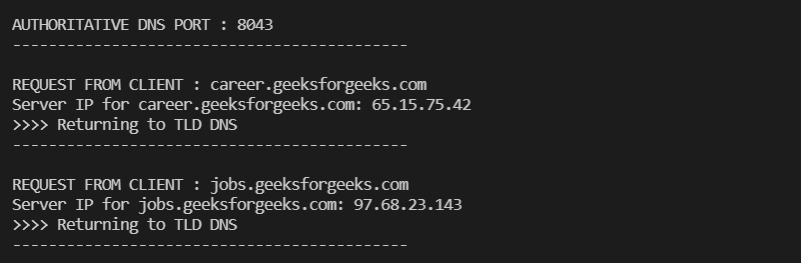 AUTHORITATIVE DNS PORT : 8043
--------------------------------------------
REQUEST FROM CLIENT : career.geeksforgeeks.com
Server IP for career.geeksforgeeks.com: 65.15.75.42
>>>> Returning to TLD DNS
--------------------------------------------
REQUEST FROM CLIENT : jobs.geeksforgeeks.com
Server IP for jobs.geeksforgeeks.com: 97.68.23.143
>>>> Returning to TLD DNS
--------------------------------------------